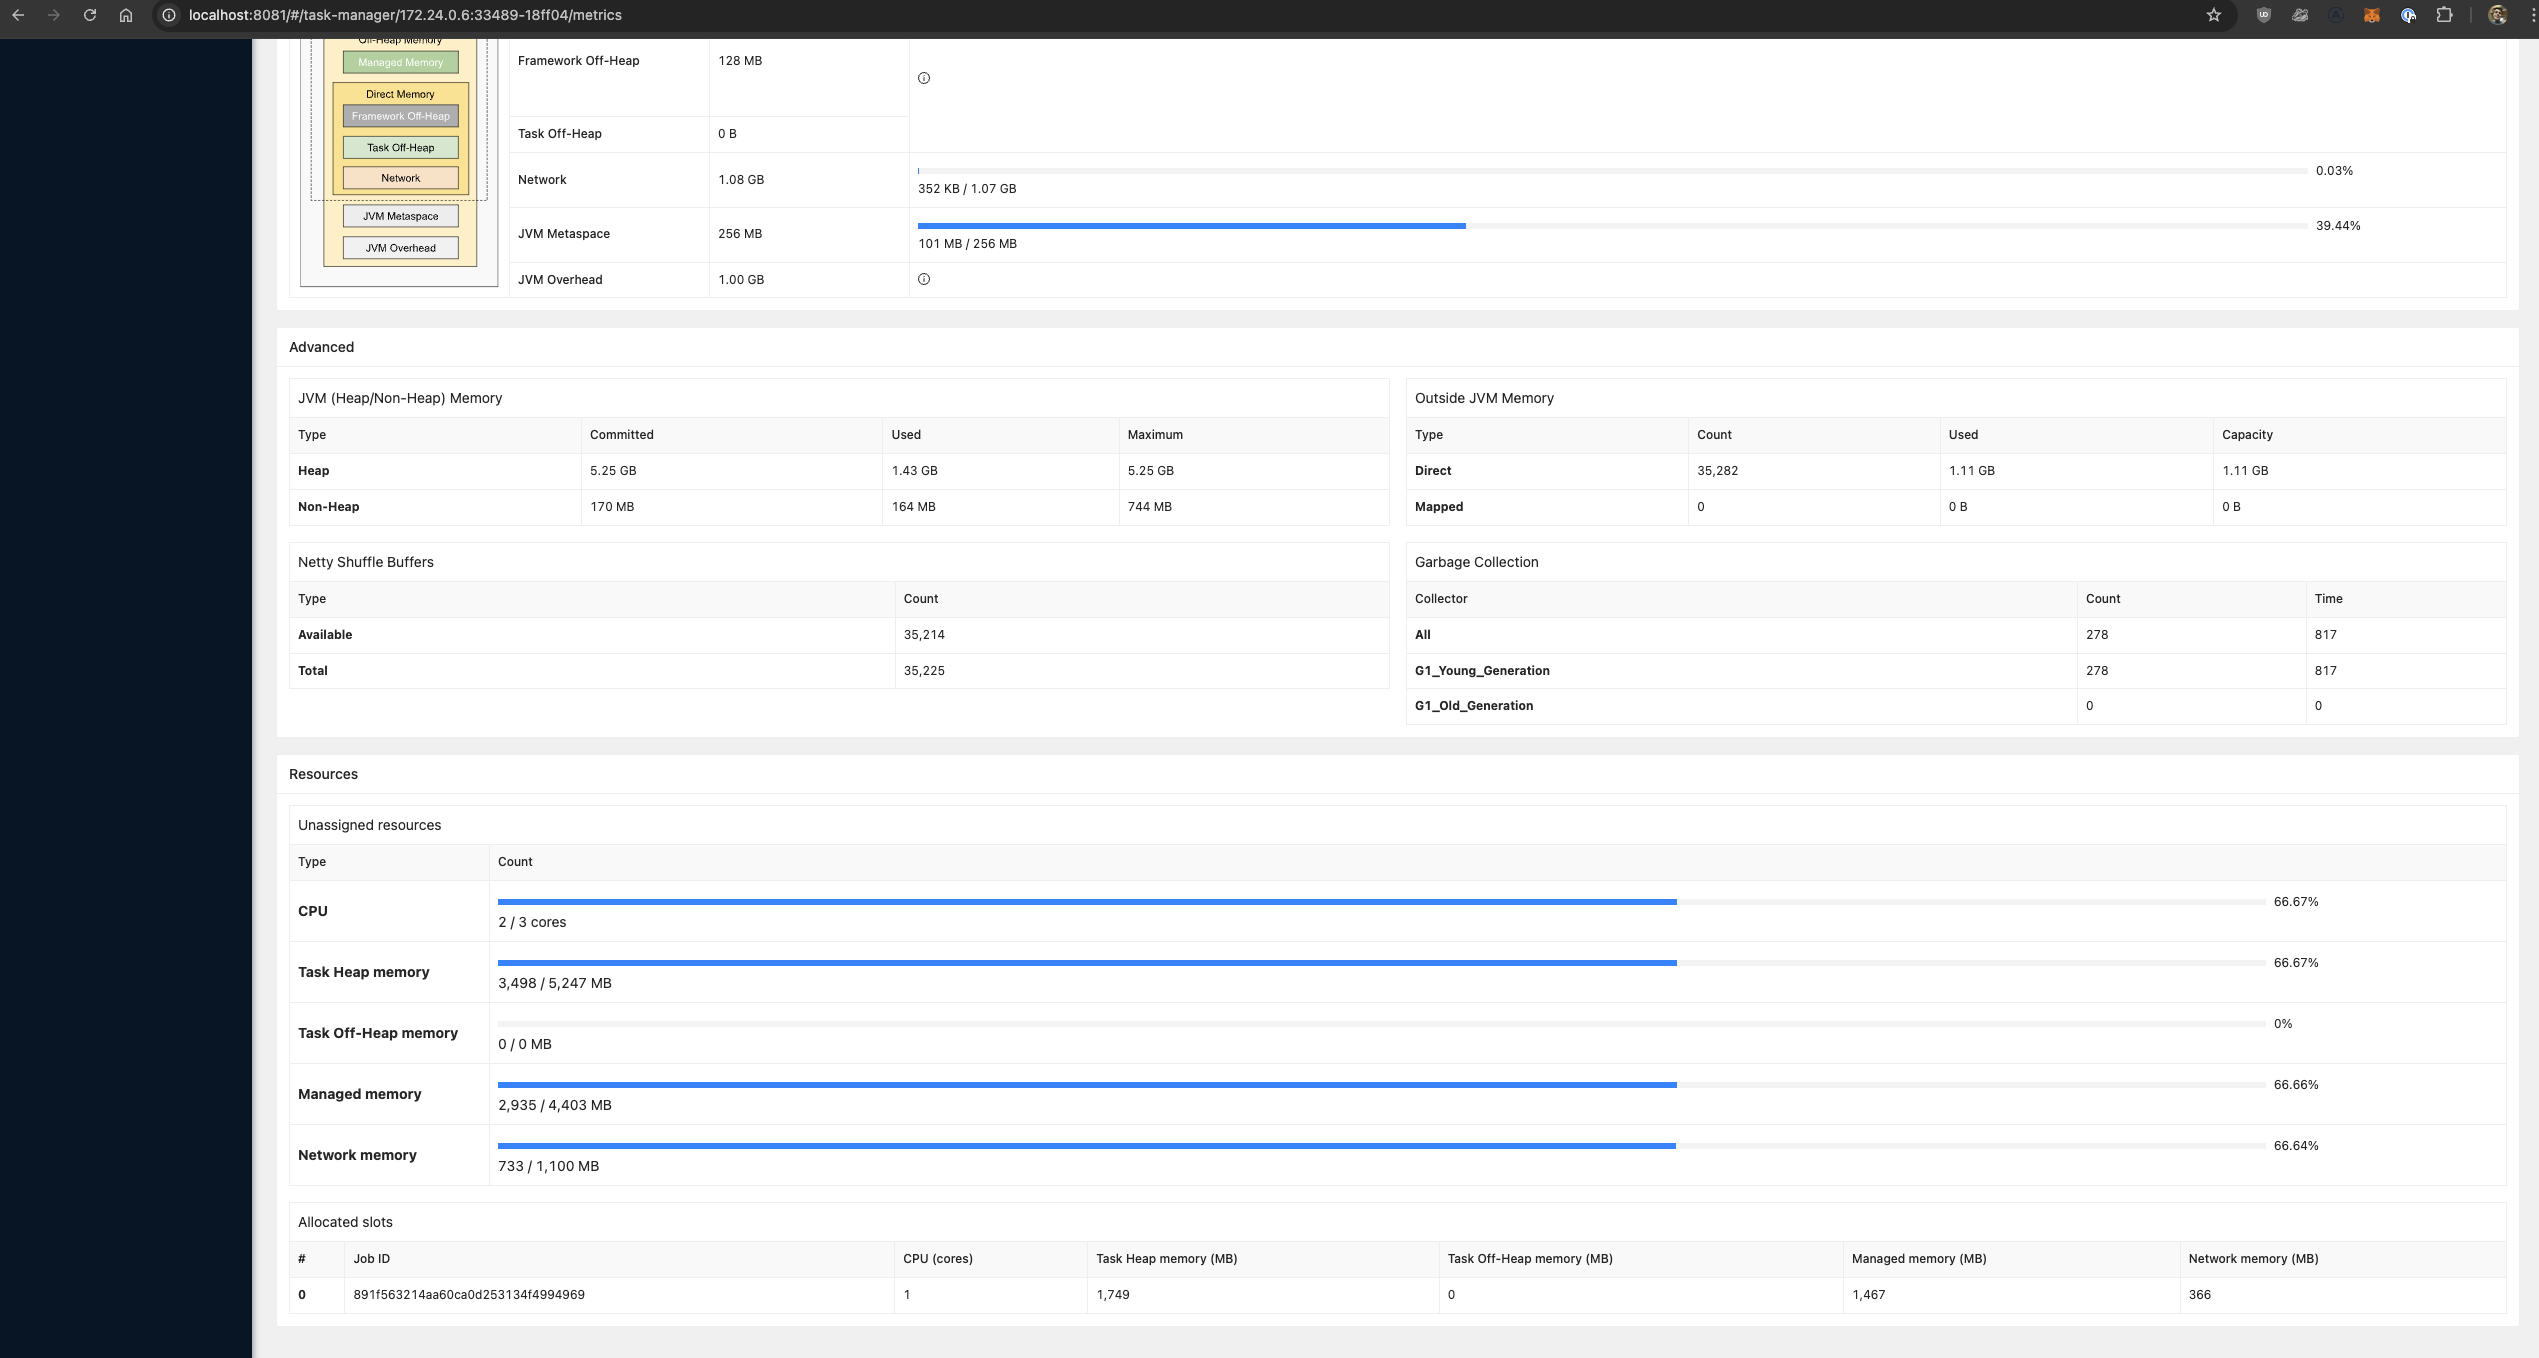 localhost:8081/#/task-manager/172.24.0.6:33489-18ff04/metrics
Off-Heap Memory
Managed Memory
Direct Memory
Framework Off-Heap
Task Off-Heap
Network
JVM Metaspace
JVM Overhead
Framework Off-Heap 128 MB
Task Off-Heap 0 B
Network 1.08 GB 352 KB / 1.07 GB 0.03%
JVM Metaspace 256 MB 101 MB / 256 MB 39.44%
JVM Overhead 1.00 GB
Advanced
JVM (Heap/Non-Heap) Memory
Type Committed Used Maximum
Heap 5.25 GB 1.43 GB 5.25 GB
Non-Heap 170 MB 164 MB 744 MB
Outside JVM Memory
Type Count Used Capacity
Direct 35,282 1.11 GB 1.11 GB
Mapped 0 0 B 0 B
Netty Shuffle Buffers
Type Count
Available 35,214
Total 35,225
Garbage Collection
Collector Count Time
All 278 817
G1_Young_Generation 278 817
G1_Old_Generation 0 0
Resources
Unassigned resources
Type Count
CPU 66.67%
2 / 3 cores
Task Heap memory 66.67%
3,498 / 5,247 MB
Task Off-Heap memory 0%
0 / 0 MB
Managed memory 66.66%
2,935 / 4,403 MB
Network memory 66.64%
733 / 1,100 MB
Allocated slots
# Job ID CPU (cores) Task Heap memory (MB) Task Off-Heap memory (MB) Managed memory (MB) Network memory (MB)
0 891f563214aa60ca0d253134f4994969 1 1,749 0 1,467 366